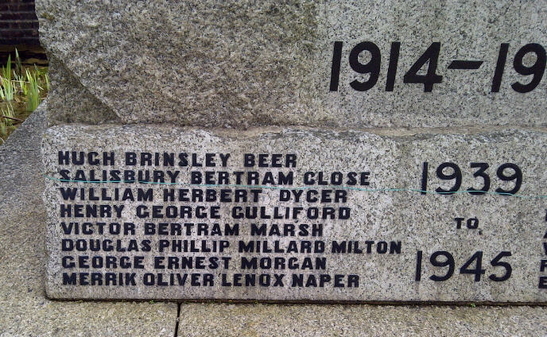 1914-19
HUGH BRINSLEY BEER
SALISBURY BERTRAM CLOSE
WILLIAM HERBERT DYCER
HENRY GEORGE GULLIFORD
VICTOR BERTRAM MARSH
DOUGLAS PHILLIP MILLARD MILTON
GEORGE ERNEST MORGAN
MERRIK OLIVER LENOX NAPER
1939
TO
1945